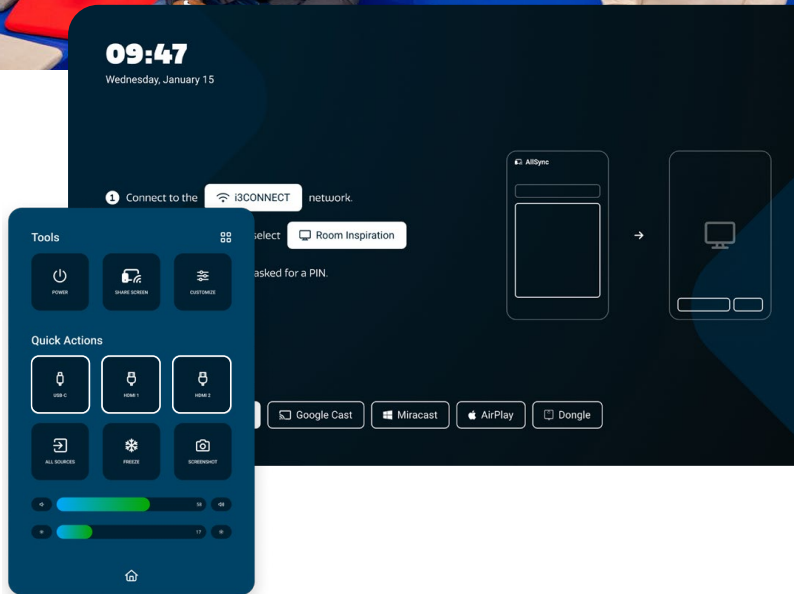 09:47
Wednesday, January 15
1 Connect to the i3CONNECT network.
select Room Inspiration
asked for a PIN.
AllSync
Google Cast
Miracast
AirPlay
Dongle
Tools
POWER
SHARE SCREEN
CUSTOMIZE
Quick Actions
USB-C
HDMI 1
HDMI 2
ALL SOURCES
FREEZE
SCREENSHOT
58
17